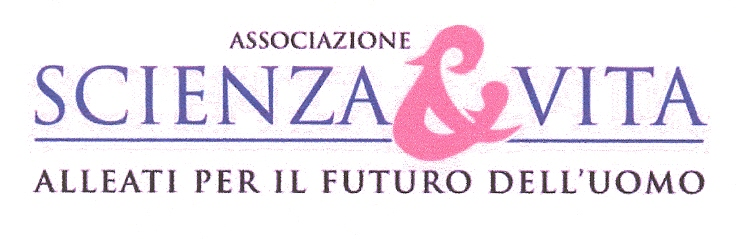 ASSOCIAZIONE
SCIENZA & VITA
ALLEATI PER IL FUTURO DELL'UOMO